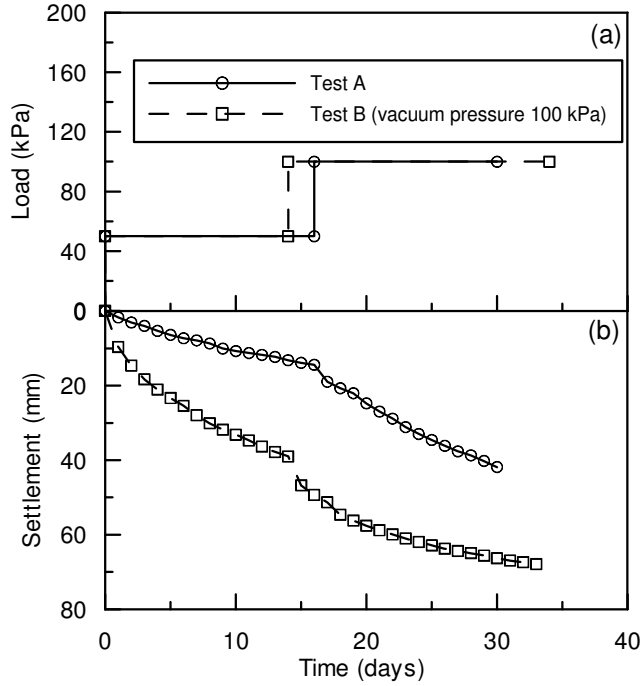 200
(a)
160
Test A
Test B (vacuum pressure 100 kPa)
120
Load (kPa)
80
40
0
0
(b)
20
Settlement (mm)
40
60
80
0 10 20 30 40
Time (days)